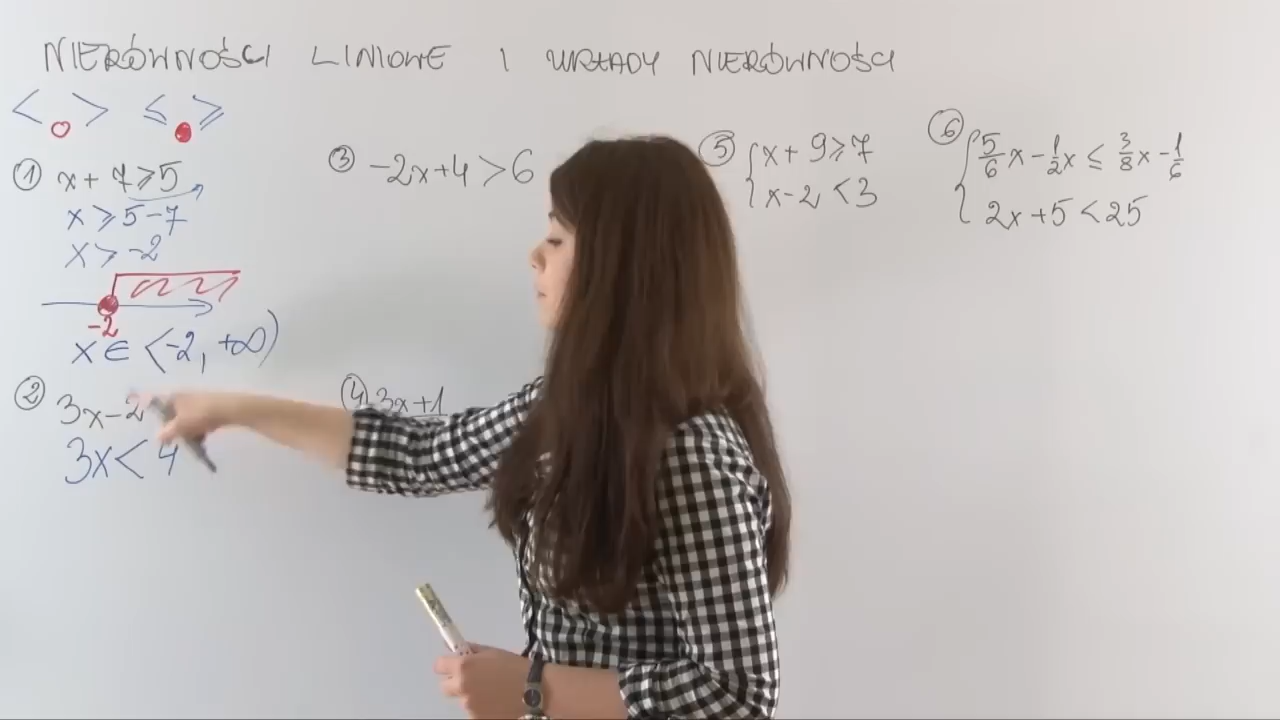 NIERÓWNOŚCI LINIOWE I UKŁADY NIERÓWNOŚCI
< > ≤ ≥
① x + 7 ≥ 5
x ≥ 5 - 7
x ≥ -2
-2
x ∈ <-2, +∞)
② 3x - 2
3x < 4
③ -2x + 4 > 6
④ 3x + 1
⑤ { x + 9 ≥ 7
x - 2 < 3
⑥ { 5/6 x - 1/2 x ≤ 3/8 x - 1/6
2x + 5 < 25